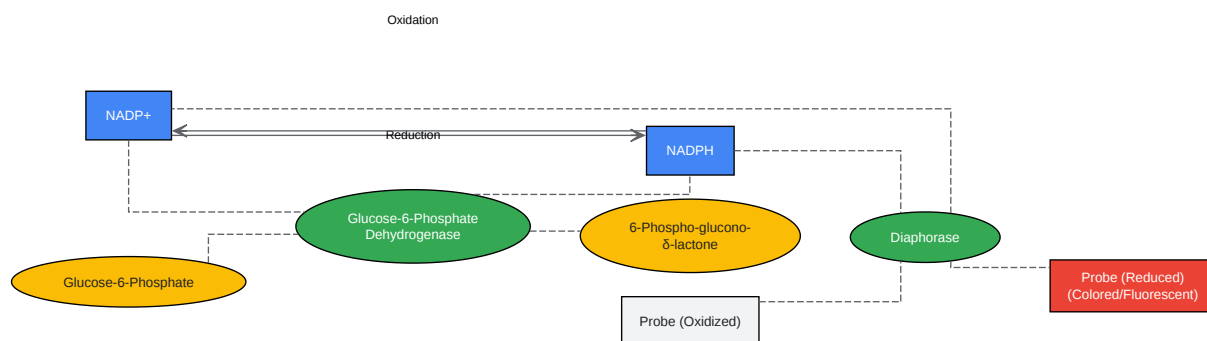 Oxidation
NADP+
Reduction
NADPH
Glucose-6-Phosphate
Dehydrogenase
6-Phospho-glucono-
δ-lactone
Diaphorase
Glucose-6-Phosphate
Probe (Reduced)
(Colored/Fluorescent)
Probe (Oxidized)